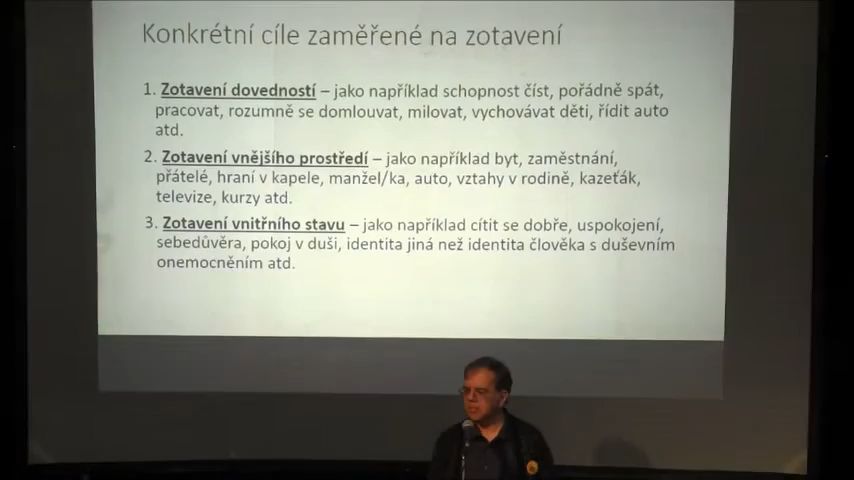 Konkrétní cíle zaměřené na zotavení
1. Zotavení dovedností – jako například schopnost číst, pořádně spát,
pracovat, rozumně se domlouvat, milovat, vychovávat děti, řídit auto
atd.
2. Zotavení vnějšího prostředí – jako například byt, zaměstnání,
přátelé, hraní v kapele, manžel/ka, auto, vztahy v rodině, kazeťák,
televize, kurzy atd.
3. Zotavení vnitřního stavu – jako například cítit se dobře, uspokojení,
sebedůvěra, pokoj v duši, identita jiná než identita člověka s duševním
onemocněním atd.